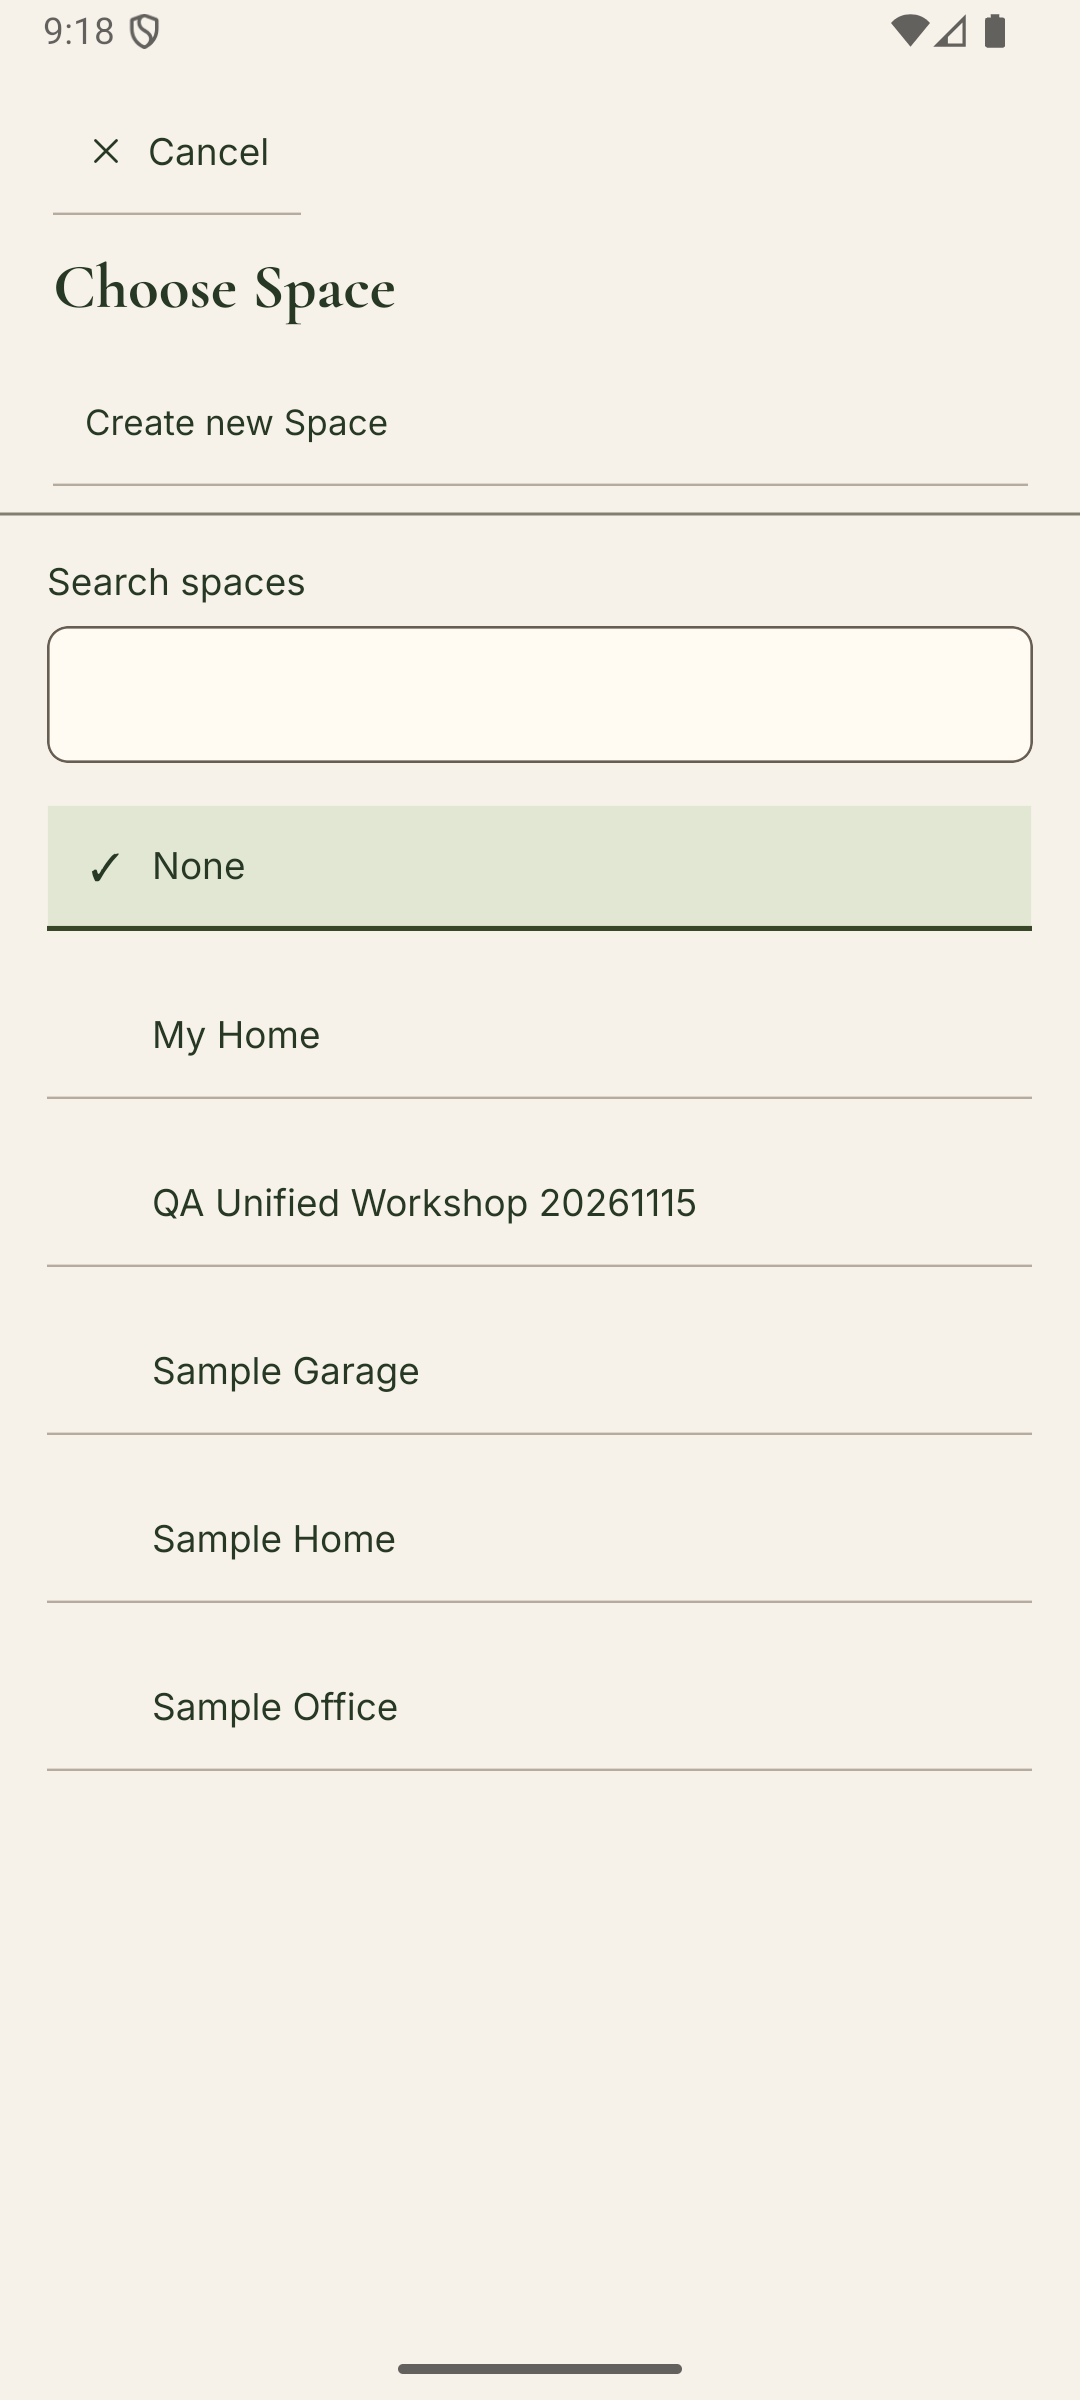 9:18
Cancel
Choose Space
Create new Space
Search spaces
✓ None
My Home
QA Unified Workshop 20261115
Sample Garage
Sample Home
Sample Office